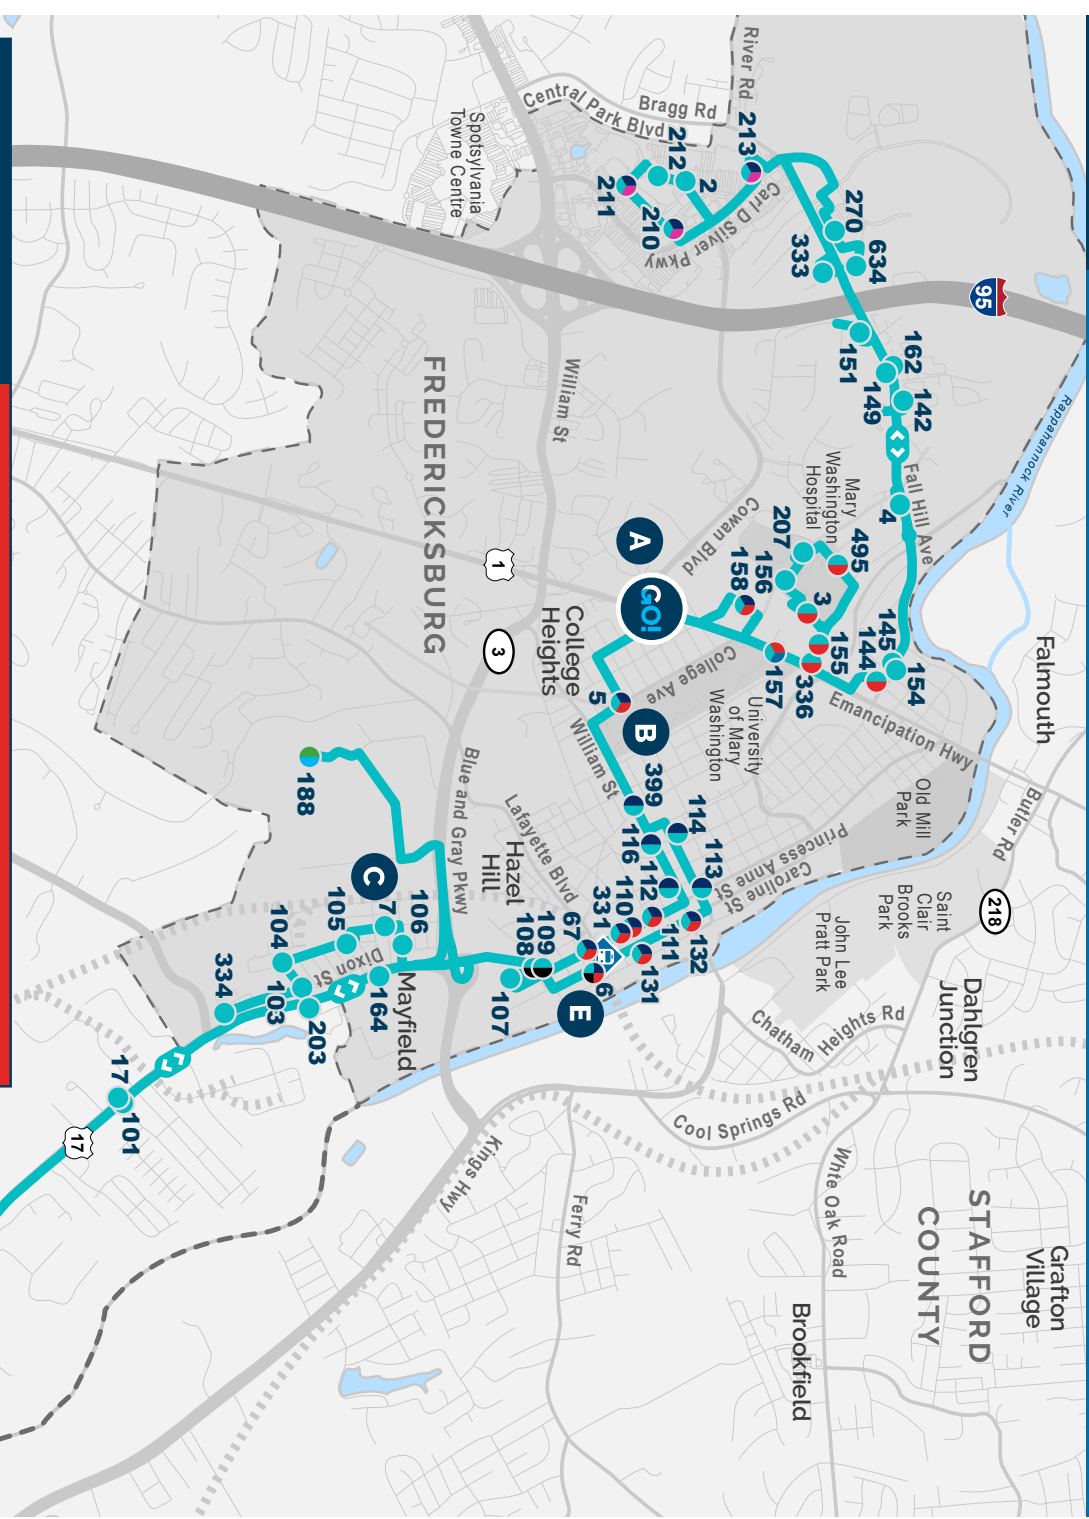 River Rd
Bragg Rd
Central Park Blvd
Spotsylvania
Towne Centre
213
212
2
211
210
Carl D Silver Pkwy
270
634
333
95
151
162
149
142
Rappannnock River
Fall Hill Ave
4
William St
FREDERICKSBURG
1
3
Mary
Washington
Hospital
Cowan Blvd
207
495
3
156
158
155
157
336
144
145
154
A
GO!
College
Heights
College Ave
5
B
University
of Mary
Washington
Emancipation Hwy
Falmouth
Butler Rd
Old Mill
Park
William St
399
114
116
113
112
110
331
111
132
131
67
6
E
109
108
107
Princess Anne St
Caroline St
Lafayette Blvd
Hazel
Hill
Blue and Gray Pkwy
188
C
7
106
105
104
Dixon St
334
103
203
164
Mayfield
17
101
17
218
Saint
Clair
Brooks
Park
John Lee
Pratt Park
Dahlgren
Junction
Chatham Heights Rd
Cool Springs Rd
Kings Hwy
Ferry Rd
White Oak Road
STAFFORD
COUNTY
Grafton
Village
Brookfield